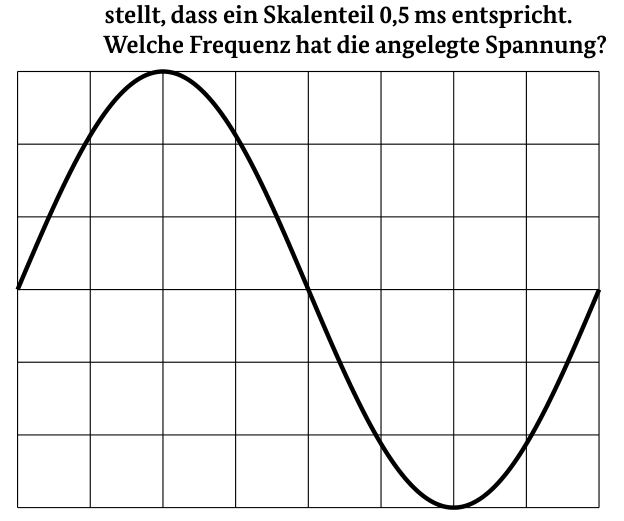 stellt, dass ein Skalenteil 0,5 ms entspricht.
Welche Frequenz hat die angelegte Spannung?